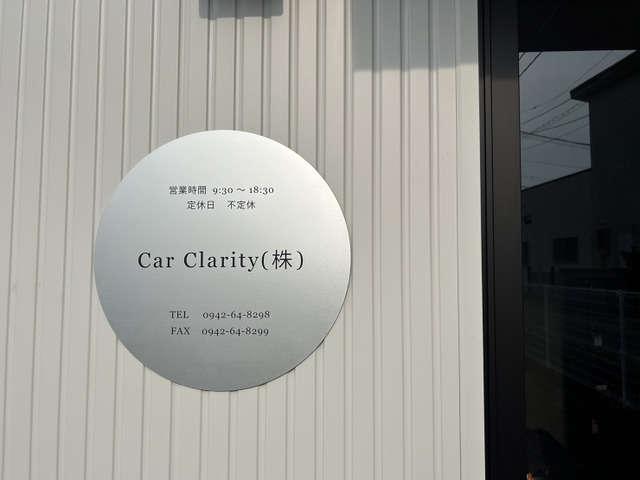 営業時間 9:30 〜 18:30
定休日 不定休
Car Clarity(株)
TEL 0942-64-8298
FAX 0942-64-8299